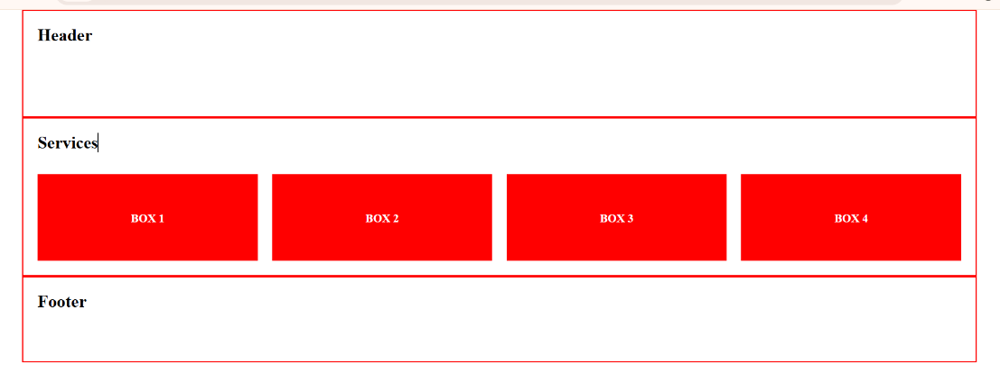 Header
Services
BOX 1 BOX 2 BOX 3 BOX 4
Footer